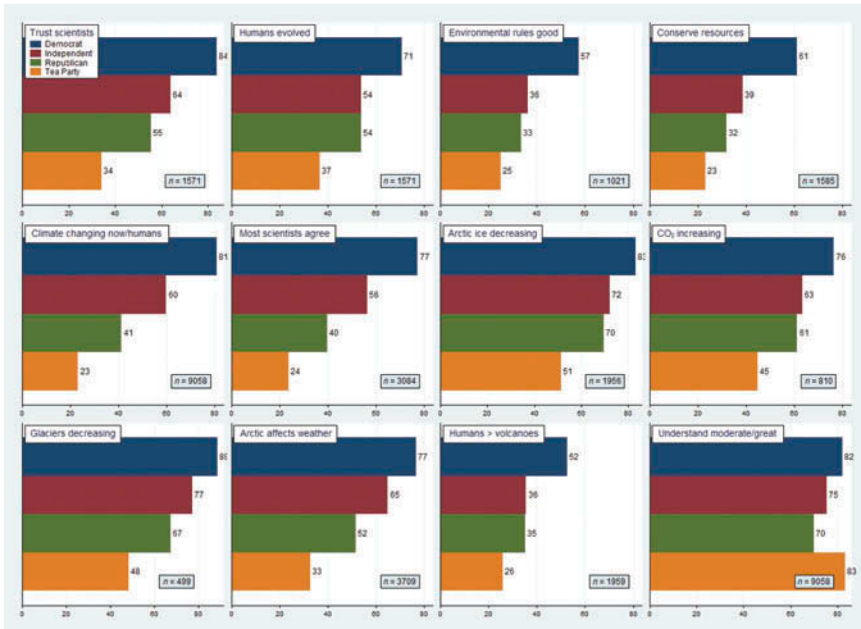 Trust scientists
Democrat
Independent
Republican
Tea Party
84
64
55
34
n = 1571
0 20 40 60 80
Humans evolved
71
54
54
37
n = 1571
0 20 40 60 80
Environmental rules good
57
36
33
25
n = 1021
0 20 40 60 80
Conserve resources
61
39
32
23
n = 1585
0 20 40 60 80
Climate changing now/humans
81
60
41
23
n = 9058
0 20 40 60 80
Most scientists agree
77
56
40
24
n = 3084
0 20 40 60 80
Arctic ice decreasing
83
72
70
51
n = 1956
0 20 40 60 80
CO₂ increasing
76
63
61
45
n = 810
0 20 40 60 80
Glaciers decreasing
89
77
67
48
n = 499
0 20 40 60 80
Arctic affects weather
77
65
52
33
n = 3709
0 20 40 60 80
Humans > volcanoes
52
36
35
26
n = 1959
0 20 40 60 80
Understand moderate/great
82
75
70
83
n = 9058
0 20 40 60 80